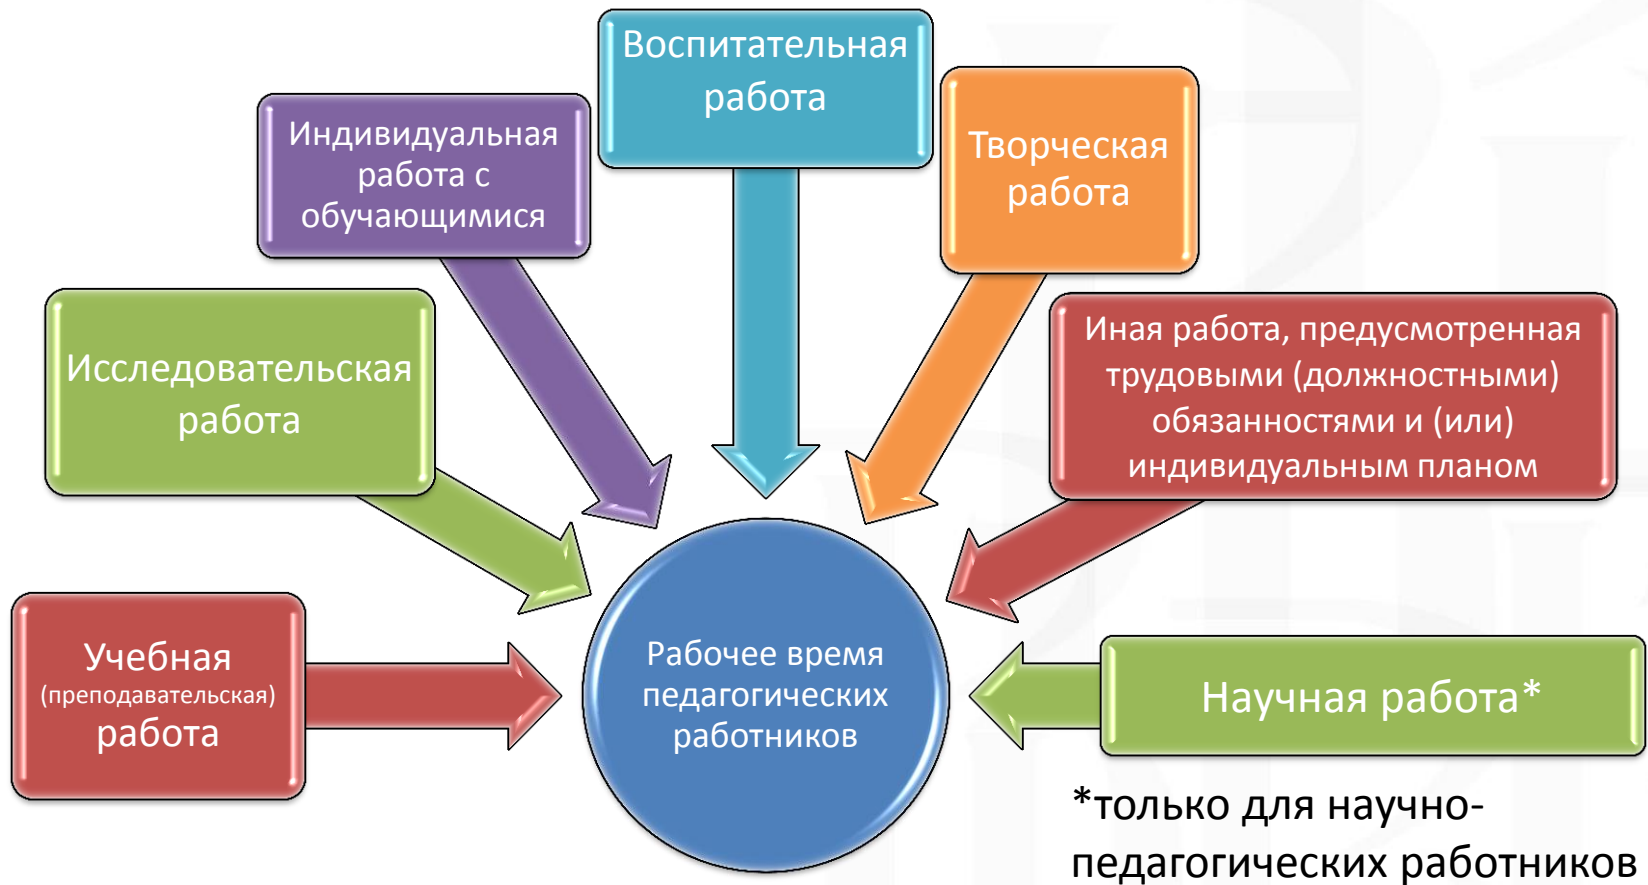 Воспитательная
работа
Индивидуальная
работа с
обучающимися
Творческая
работа
Исследовательская
работа
Иная работа, предусмотренная
трудовыми (должностными)
обязанностями и (или)
индивидуальным планом
Учебная
(преподавательская)
работа
Рабочее время
педагогических
работников
Научная работа*
*только для научно-
педагогических работников